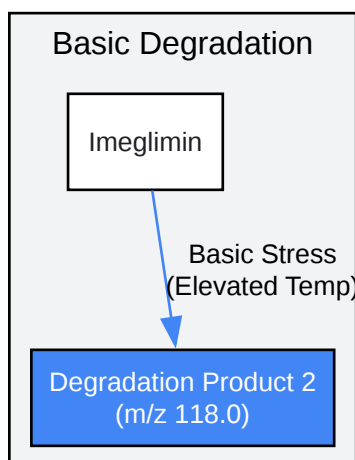 Basic Degradation
Imeglimin
Basic Stress
(Elevated Temp)
Degradation Product 2
(m/z 118.0)